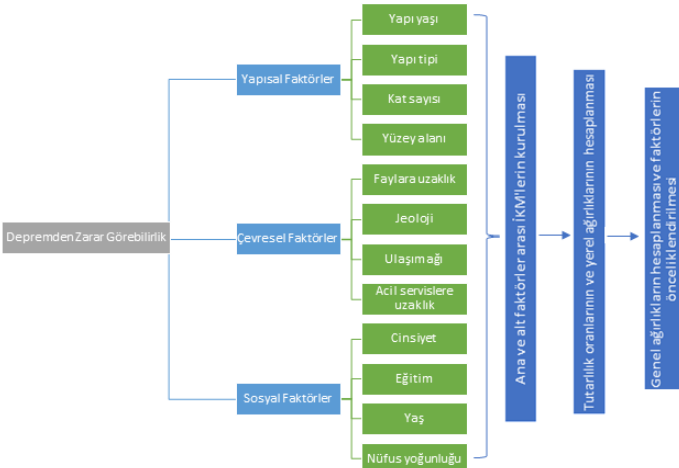 Depremden Zarar Görebilirlik
Yapısal Faktörler
Yapı yaşı
Yapı tipi
Kat sayısı
Yüzey alanı
Çevresel Faktörler
Faylara uzaklık
Jeoloji
Ulaşım ağı
Acil servislere
uzaklık
Sosyal Faktörler
Cinsiyet
Eğitim
Yaş
Nüfus yoğunluğu
Ana ve alt faktörler arası İKM'lerin kurulması
Tutarlılık oranlarının ve yerel ağırlıklarının hesaplanması
Genel ağırlıkların hesaplanması ve faktörlerin
önceliklendirilmesi